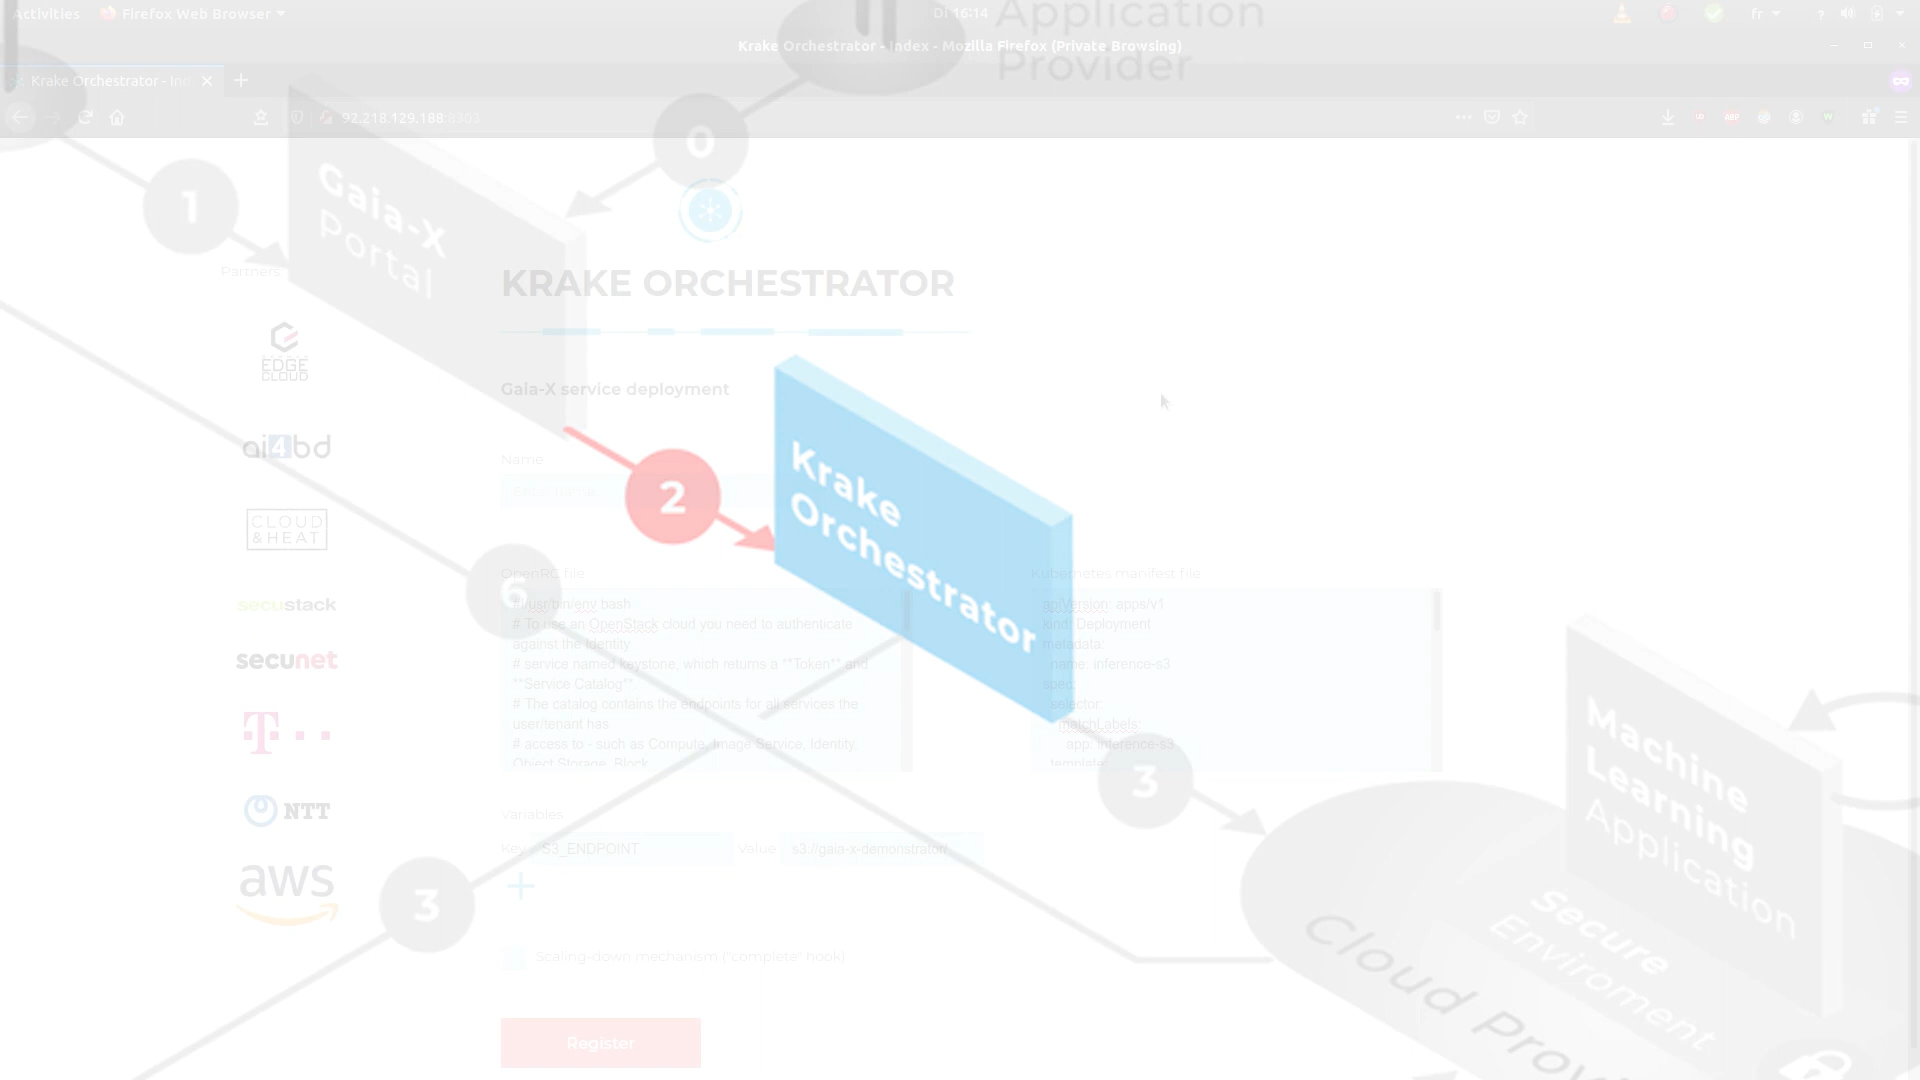 Activities
Firefox Web Browser
Di 16:14
fr
Application
Provider
Krake Orchestrator - Index - Mozilla Firefox (Private Browsing)
Krake Orchestrator - Ind
92.218.129.188:8303
0
1
Gaia-X
Portal
Partners
KRAKE ORCHESTRATOR
EDGE
CLOUD
Gaia-X service deployment
ai4bd
Name
Enter name
Krake
Orchestrator
2
CLOUD
&HEAT
6
OpenRC file
#!/usr/bin/env bash
# To use an OpenStack cloud you need to authenticate
against the Identity
# service named keystone, which returns a **Token** and
**Service Catalog**.
# The catalog contains the endpoints for all services the
user/tenant has
# access to - such as Compute, Image Service, Identity,
Object Storage, Block
Kubernetes manifest file
apiVersion: apps/v1
kind: Deployment
metadata:
name: inference-s3
spec:
selector:
matchLabels:
app: inference-s3
template:
secustack
secunet
T
NTT
aws
3
Machine
Learning
Application
Variables
Key
S3_ENDPOINT
Value
s3://gaia-x-demonstrator/
3
Scaling-down mechanism ("complete" hook)
Secure
Enviroment
Cloud Prov
Register